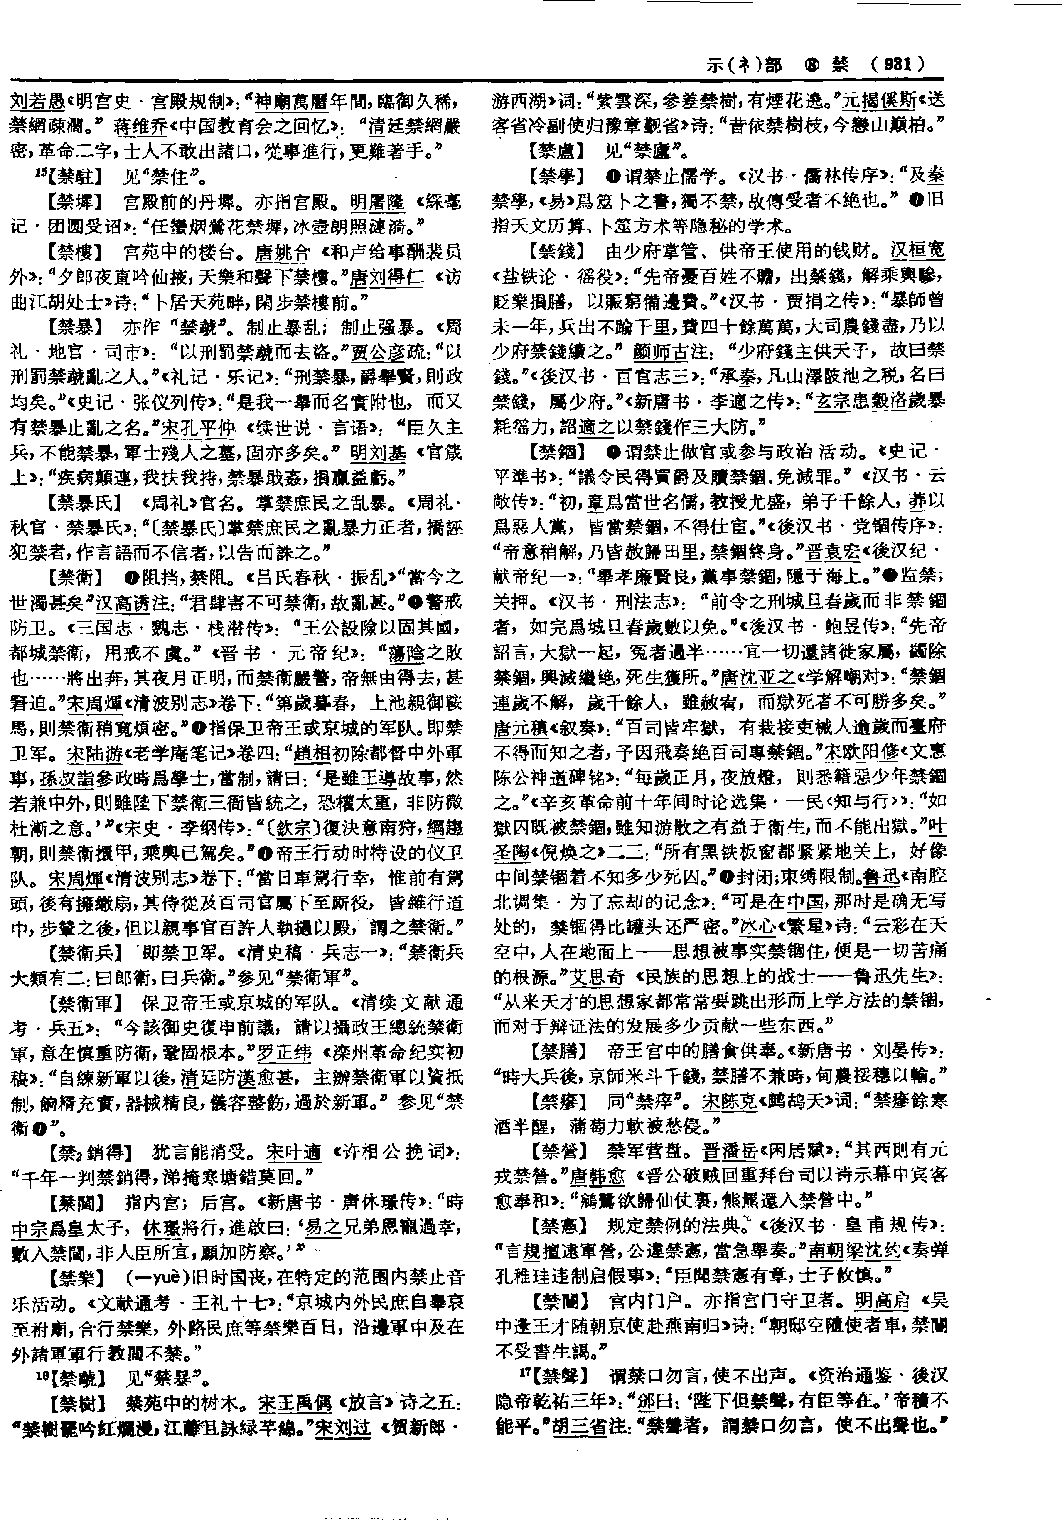 示(礻)部 ⑧ 禁 (931)
刘若愚《明宫史·宫殿规制》：“神廟萬曆年間，臨御久稀，
禁網疎濶。” 蒋维乔《中国教育会之回忆》：“清廷禁網嚴
密，革命二字，士人不敢出諸口，從事進行，更難著手。”
15【禁駐】 见“禁住”。
【禁墀】 宫殿前的丹墀。亦指宫殿。明屠隆《綵毫
记·团圆受诏》：“任蠻烟鶯花禁墀，冰壺朗照漣漪。”
【禁樓】 宫苑中的楼台。唐姚合《和卢给事酬裴员
外》：“夕郎夜直吟仙掖，天樂和聲下禁樓。”唐刘得仁《访
曲江胡处士》诗：“卜居天苑畔，閑步禁樓前。”
【禁暴】 亦作“禁虣”。制止暴乱；制止强暴。《周
礼·地官·司市》：“以刑罰禁虣而去盗。”贾公彦疏：“以
刑罰禁虣亂之人。”《礼记·乐记》：“刑禁暴，爵舉賢，則政
均矣。”《史记·张仪列传》：“是我一舉而名實附也，而又
有禁暴止亂之名。”宋孔平仲《续世说·言语》：“臣久主
兵，不能禁暴，軍士殘人之墓，固亦多矣。”明刘基《官箴
上》：“疾病顛連，我扶我持，禁暴戢姦，損贏益虧。”
【禁暴氏】 《周礼》官名。掌禁庶民之乱暴。《周礼·
秋官·禁暴氏》：“〔禁暴氏〕掌禁庶民之亂暴力正者，撟誣
犯禁者，作言語而不信者，以告而誅之。”
【禁衛】 ❶阻挡，禁阻。《吕氏春秋·振乱》“當今之
世濁甚矣”汉高诱注：“君肆害不可禁衛，故亂甚。”❷警戒
防卫。《三国志·魏志·栈潜传》：“王公設險以固其國，
都城禁衛，用戒不虞。”《晋书·元帝纪》：“蕩陰之敗
也……將出奔，其夜月正明，而禁衛嚴警，帝無由得去，甚
窘迫。”宋周煇《清波别志》卷下：“第歲暮春，上池親御鞍
馬，則禁衛稍寬煩密。”❸指保卫帝王或京城的军队。即禁
卫军。宋陆游《老学庵笔记》卷四：“趙相初除都督中外軍
事，孫叔詣參政時爲學士，當制，請曰：‘是雖王導故事，然
若兼中外，則雖陛下禁衛三衙皆統之，恐權太重，非防微
杜漸之意。’”《宋史·李纲传》：“〔欽宗〕復決意南狩，綱趨
朝，則禁衛擐甲，乘輿已駕矣。”❹帝王行动时特设的仪卫
队。宋周煇《清波别志》卷下：“當日車駕行幸，惟前有駕
頭，後有擁繖扇，其侍從及百司官屬下至厮役，皆雜行道
中，步輦之後，但以親事官百許人執撾以殿，謂之禁衛。”
【禁衛兵】 即禁卫军。《清史稿·兵志一》：“禁衛兵
大類有二：曰郎衛，曰兵衛。”参见“禁衛軍”。
【禁衛軍】 保卫帝王或京城的军队。《清续文献通
考·兵五》：“今該御史復申前議，請以攝政王總統禁衛
軍，意在慎重防衛，鞏固根本。”罗正纬《滦州革命纪实初
稿》：“自練新軍以後，清廷防漢愈甚，主辦禁衛軍以資抵
制，餉糈充實，器械精良，儀容整飭，過於新軍。”参见“禁
衛❸”。
【禁2銷得】 犹言能消受。宋叶適《许相公挽词》：
“千年一判禁銷得，涕掩寒塘錯莫回。”
【禁闈】 指内宫；后宫。《新唐书·唐休璟传》：“時
中宗爲皇太子，休璟將行，進啟曰：‘易之兄弟恩寵過幸，
數入禁闈，非人臣所宜，願加防察。’”
【禁樂】 (—yuè)旧时国丧，在特定的范围内禁止音
乐活动。《文献通考·王礼十七》：“京城内外民庶自舉哀
至祔廟，合行禁樂，外路民庶等禁樂百日，沿邊軍中及在
外諸軍軍行教閲不禁。”
16【禁虣】 见“禁暴”。
【禁樹】 禁苑中的树木。宋王禹偁《放言》诗之五：
“禁樹罷吟紅爛漫，江蘺且詠緑芊綿。”宋刘过《贺新郎·
游西湖》词：“紫雲深，參差禁樹，有煙花遶。”元揭傒斯《送
客省冷副使归豫章觐省》诗：“昔依禁樹枝，今戀山巔柏。”
【禁盧】 见“禁廬”。
【禁學】 ❶谓禁止儒学。《汉书·儒林传序》：“及秦
禁學，《易》爲筮卜之書，獨不禁，故傳受者不絶也。” ❷旧
指天文历算、卜筮方术等隐秘的学术。
【禁錢】 由少府掌管、供帝王使用的钱财。汉桓宽
《盐铁论·徭役》：“先帝憂百姓不贍，出禁錢，解乘輿驂，
貶樂損膳，以賑窮備邊費。”《汉书·贾捐之传》：“暴師曾
未一年，兵出不踰千里，費四十餘萬萬，大司農錢盡，乃以
少府禁錢續之。”颜师古注：“少府錢主供天子，故曰禁
錢。”《後汉书·百官志三》：“承秦，凡山澤陂池之税，名曰
禁錢，屬少府。”《新唐书·李適之传》：“玄宗患穀洛歲暴
耗徭力，詔適之以禁錢作三大防。”
【禁錮】 ❶谓禁止做官或参与政治活动。《史记·
平準书》：“議令民得買爵及贖禁錮，免减罪。”《汉书·云
敞传》：“初，章爲當世名儒，教授尤盛，弟子千餘人，莽以
爲惡人黨，皆當禁錮，不得仕宦。”《後汉书·党锢传序》：
“帝意稍解，乃皆赦歸田里，禁錮終身。”晋袁宏《後汉纪·
献帝纪一》：“舉孝廉賢良，黨事禁錮，隱于海上。”❷监禁；
关押。《汉书·刑法志》：“前令之刑城旦舂歲而非禁錮
者，如完爲城旦舂歲數以免。”《後汉书·鲍昱传》：“先帝
詔言，大獄一起，冤者過半……宜一切還諸徙家屬，蠲除
禁錮，興滅繼絶，死生獲所。”唐沈亚之《学解嘲对》：“禁錮
連歲不解，歲千餘人，雖赦宥，而獄死者不可勝多矣。”
唐元稹《叙奏》：“百司皆牢獄，有裁接吏械人逾歲而臺府
不得而知之者，予因飛奏绝百司專禁錮。”宋欧阳修《文惠
陈公神道碑铭》：“每歲正月，夜放燈，則悉籍惡少年禁錮
之。”《辛亥革命前十年间时论选集·一民〈知与行〉》：“如
獄囚既被禁錮，雖知游散之有益于衛生，而不能出獄。”叶
圣陶《倪焕之》二二：“所有黑铁板窗都紧紧地关上，好像
中间禁锢着不知多少死囚。”❸封闭；束缚限制。鲁迅《南腔
北调集·为了忘却的记念》：“可是在中国，那时是确无写
处的，禁锢得比罐头还严密。”冰心《繁星》诗：“云彩在天
空中，人在地面上——思想被事实禁锢住，便是一切苦痛
的根源。”艾思奇《民族的思想上的战士——鲁迅先生》：
“从来天才的思想家都常常要跳出形而上学方法的禁锢，
而对于辩证法的发展多少贡献一些东西。”
【禁膳】 帝王宫中的膳食供奉。《新唐书·刘晏传》：
“時大兵後，京師米斗千錢，禁膳不兼時，甸農挼穗以輸。”
【禁瘮】 同“禁瘁”。宋陈克《鹧鸪天》词：“禁瘮餘寒
酒半醒，蒲萄力軟被愁侵。”
【禁營】 禁军营盘。晋潘岳《闲居赋》：“其西則有元
戎禁營。”唐韩愈《晋公破贼回重拜台司以诗示幕中宾客
愈奉和》：“鵷鷺欲歸仙仗裏，熊羆還入禁營中。”
【禁憲】 规定禁例的法典。《後汉书·皇甫规传》：
“言規擅遠軍營，公違禁憲，當急舉奏。”南朝梁沈约《奏弹
孔稚珪违制启假事》：“臣聞禁憲有章，士子攸慎。”
【禁闈】 宫内门户。亦指宫门守卫者。明高启《吴
中逢王才随朝京使赴燕南归》诗：“朝邸空隨使者車，禁闈
不受書生謁。”
17【禁聲】 谓禁口勿言，使不出声。《资治通鉴·後汉
隐帝乾祐三年》：“邠曰：‘陛下但禁聲，有臣等在。’帝積不
能平。”胡三省注：“禁聲者，謂禁口勿言，使不出聲也。”